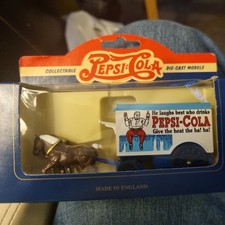 COLLECTABLE
PEPSI-COLA
DIE-CAST MODELS
He laughs best who drinks
PEPSI-COLA
Give the heat the ha! ha!
MADE IN ENGLAND